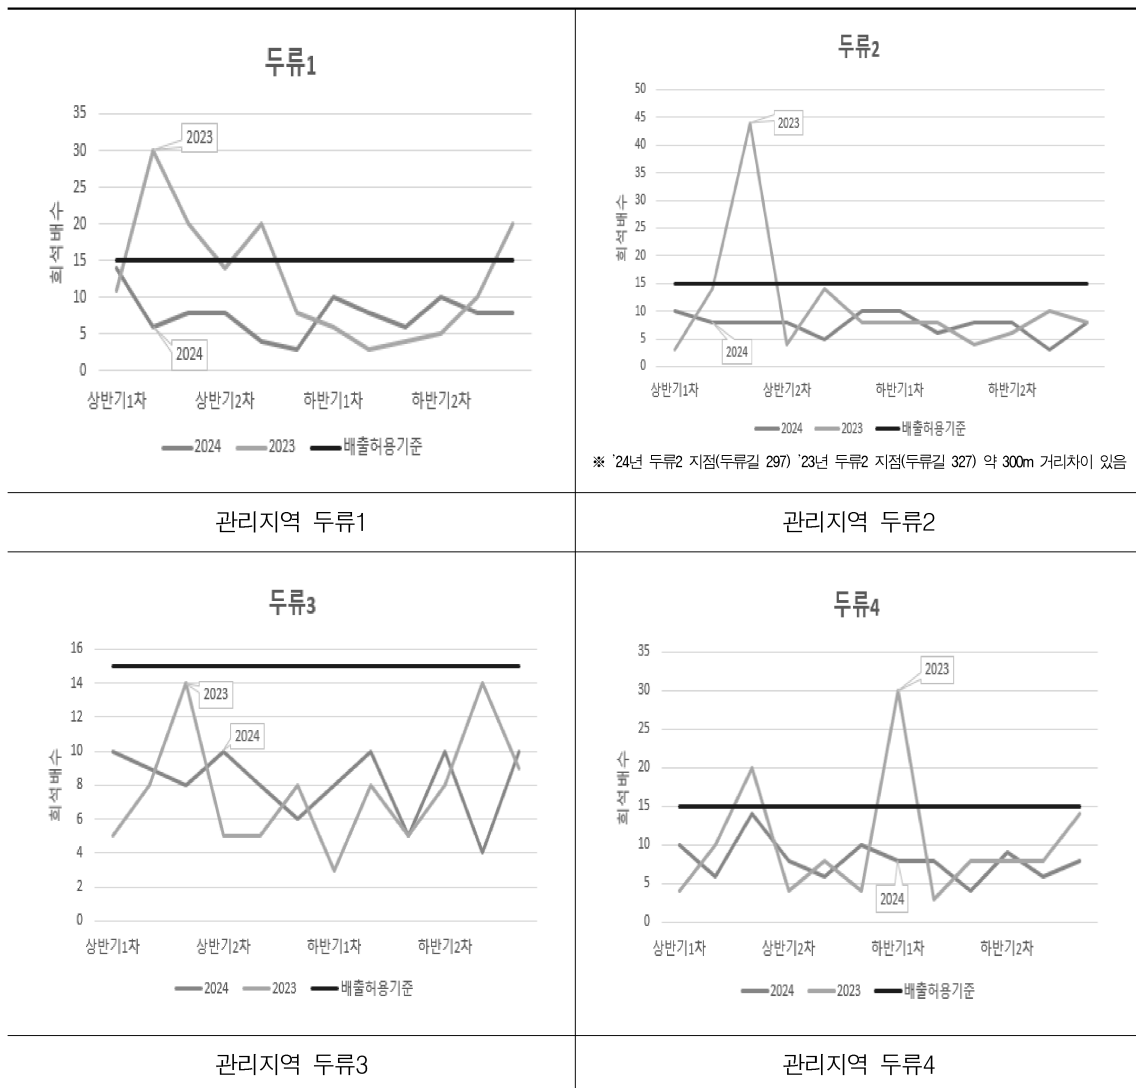 두류1
35
30
25
20
15
10
5
0
희석배수
2023
2024
상반기1차 상반기2차 하반기1차 하반기2차
2024 2023 배출허용기준
두류2
50
45
40
35
30
25
20
15
10
5
0
희석배수
2023
2024
상반기1차 상반기2차 하반기1차 하반기2차
2024 2023 배출허용기준
※ '24년 두류2 지점(두류길 297) '23년 두류2 지점(두류길 327) 약 300m 거리차이 있음
관리지역 두류1
관리지역 두류2
두류3
16
14
12
10
8
6
4
2
0
희석배수
2023
2024
상반기1차 상반기2차 하반기1차 하반기2차
2024 2023 배출허용기준
두류4
35
30
25
20
15
10
5
0
희석배수
2023
2024
상반기1차 상반기2차 하반기1차 하반기2차
2024 2023 배출허용기준
관리지역 두류3
관리지역 두류4